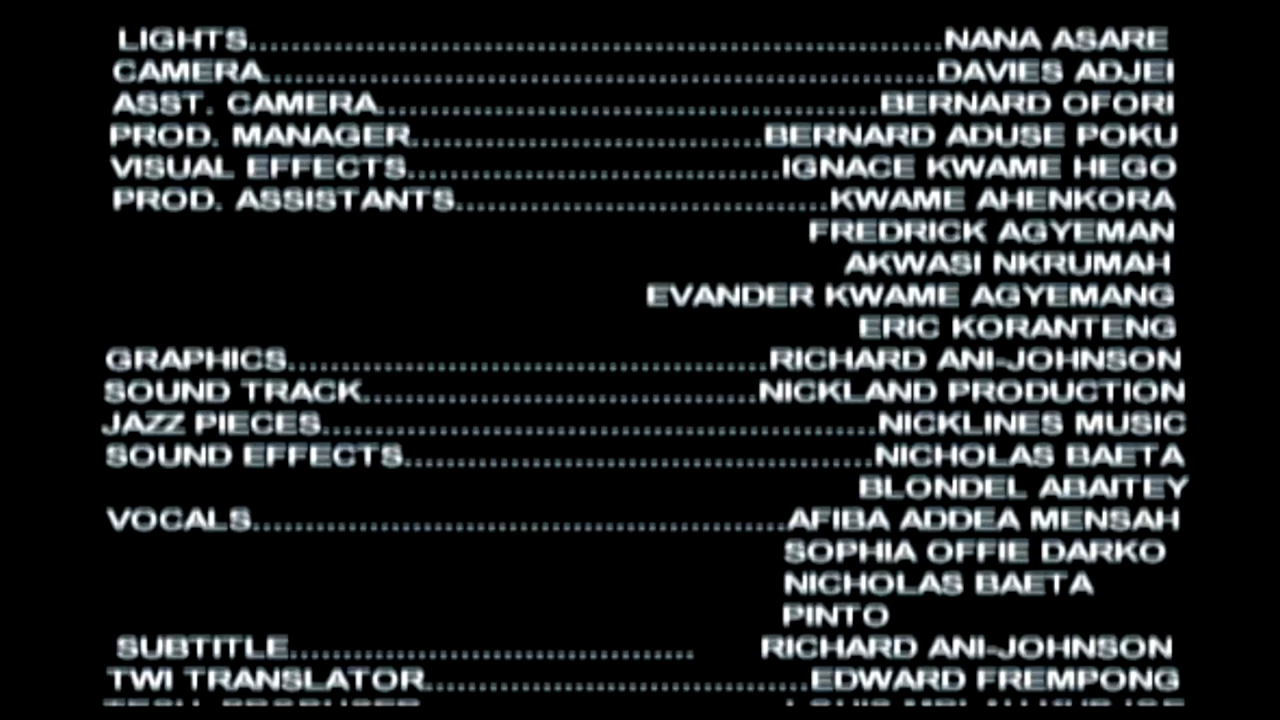 LIGHTS................................................................................NANA ASARE
CAMERA..............................................................................DAVIES ADJEI
ASST. CAMERA.........................................................BERNARD OFORI
PROD. MANAGER........................................BERNARD ADUSE POKU
VISUAL EFFECTS...........................................IGNACE KWAME HEGO
PROD. ASSISTANTS...........................................KWAME AHENKORA
FREDRICK AGYEMAN
AKWASI NKRUMAH
EVANDER KWAME AGYEMANG
ERIC KORANTENG
GRAPHICS.......................................................RICHARD ANI-JOHNSON
SOUND TRACK.............................................NICKLAND PRODUCTION
JAZZ PIECES................................................................NICKLINES MUSIC
SOUND EFFECTS......................................................NICHOLAS BAETA
BLONDEL ABAITEY
VOCALS.............................................................AFIBA ADDEA MENSAH
SOPHIA OFFIE DARKO
NICHOLAS BAETA
PINTO
SUBTITLE............................................... RICHARD ANI-JOHNSON
TWI TRANSLATOR............................................EDWARD FREMPONG